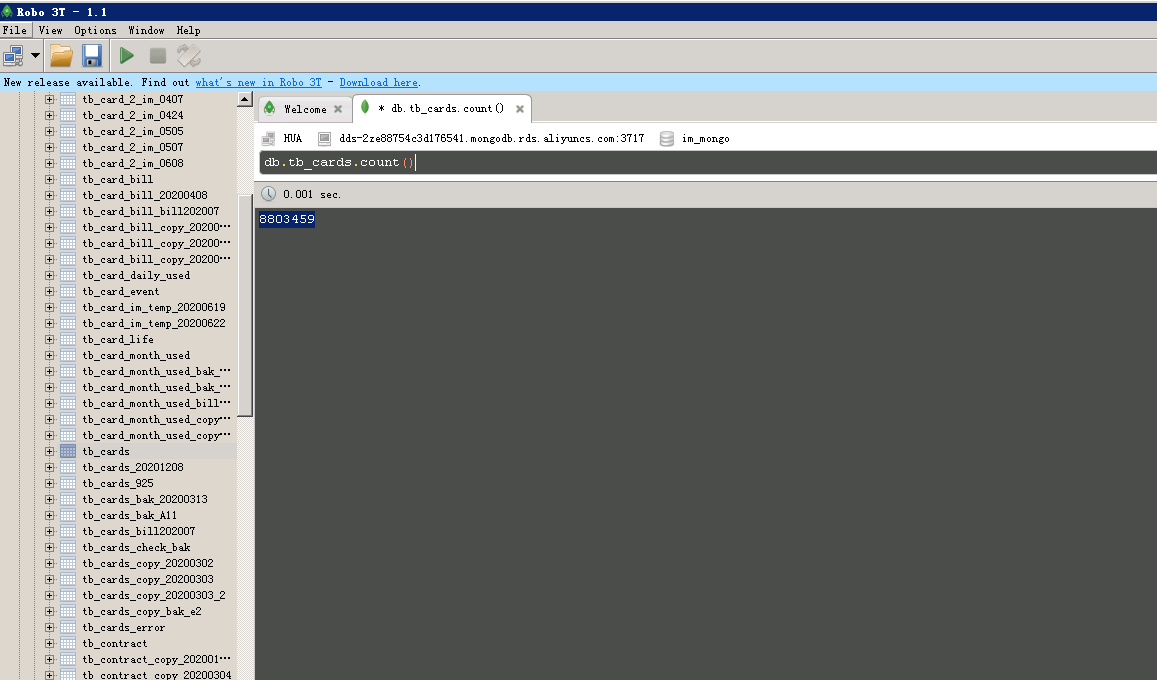 Robo 3T - 1.1
File View Options Window Help
New release available. Find out what's new in Robo 3T - Download here.
tb_card_2_im_0407
tb_card_2_im_0424
tb_card_2_im_0505
tb_card_2_im_0507
tb_card_2_im_0608
tb_card_bill
tb_card_bill_20200408
tb_card_bill_bill202007
tb_card_bill_copy_20200···
tb_card_bill_copy_20200···
tb_card_bill_copy_20200···
tb_card_daily_used
tb_card_event
tb_card_im_temp_20200619
tb_card_im_temp_20200622
tb_card_life
tb_card_month_used
tb_card_month_used_bak_···
tb_card_month_used_bak_···
tb_card_month_used_bill···
tb_card_month_used_copy···
tb_card_month_used_copy···
tb_cards
tb_cards_20201208
tb_cards_925
tb_cards_bak_20200313
tb_cards_bak_A11
tb_cards_bill202007
tb_cards_check_bak
tb_cards_copy_20200302
tb_cards_copy_20200303
tb_cards_copy_20200303_2
tb_cards_copy_bak_e2
tb_cards_error
tb_contract
tb_contract_copy_202001···
tb_contract_copy_20200304
Welcome
* db.tb_cards.count()
HUA dds-2ze88754c3d176541.mongodb.rds.aliyuncs.com:3717 im_mongo
db.tb_cards.count()
0.001 sec.
8803459